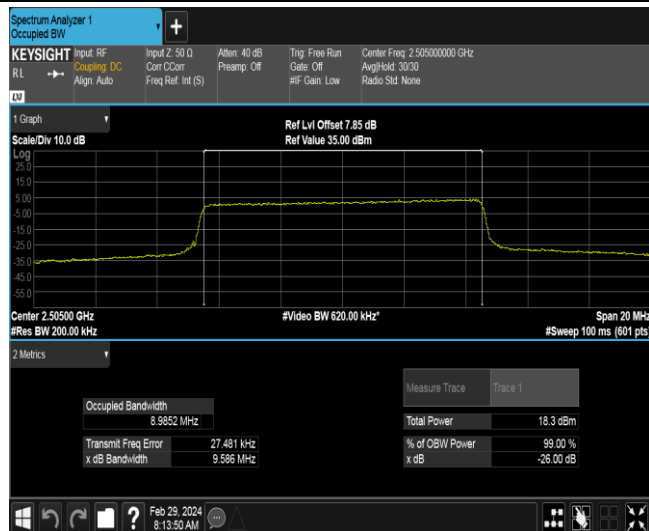 Spectrum Analyzer 1
Occupied BW
+
KEYSIGHT Input: RF Input Z: 50 Ω Atten: 40 dB Trig: Free Run Center Freq: 2.505000000 GHz
RL Coupling: DC Corr CCorr Preamp: Off Gate: Off Avg|Hold: 30/30
Align: Auto Freq Ref: Int (S) #IF Gain: Low Radio Std: None
LXI
1 Graph
Ref Lvl Offset 7.85 dB
Scale/Div 10.0 dB Ref Value 35.00 dBm
Log
25.0
15.0
5.00
-5.00
-15.0
-25.0
-35.0
-45.0
-55.0
Center 2.50500 GHz #Video BW 620.00 kHz* Span 20 MHz
#Res BW 200.00 kHz #Sweep 100 ms (601 pts)
2 Metrics
Measure Trace Trace 1
Occupied Bandwidth
8.9852 MHz
Total Power 18.3 dBm
Transmit Freq Error 27.481 kHz % of OBW Power 99.00 %
x dB Bandwidth 9.586 MHz x dB -26.00 dB
? Feb 29, 2024
8:13:50 AM